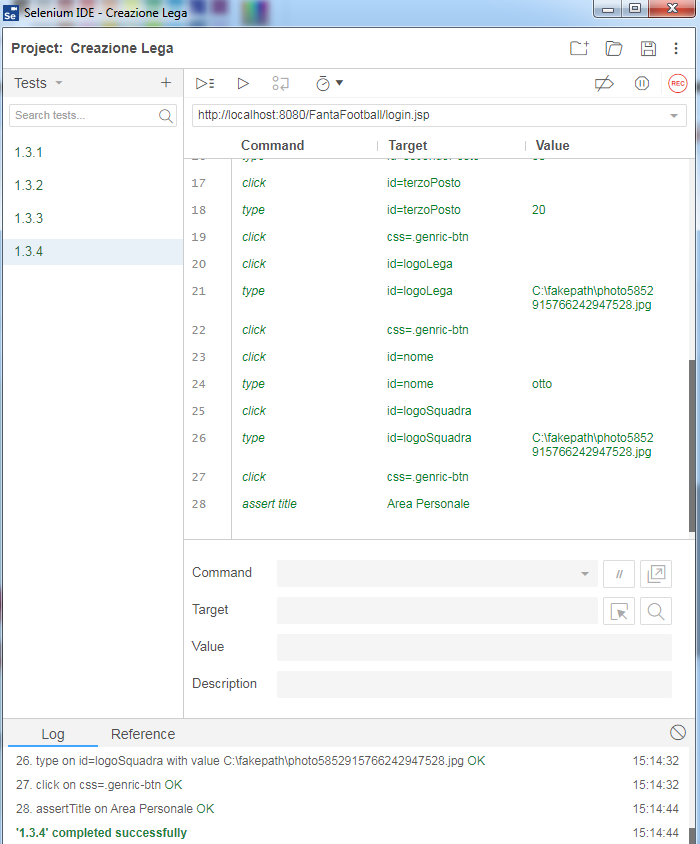 Selenium IDE - Creazione Lega
Project: Creazione Lega
Tests
+
Search tests...
1.3.1
1.3.2
1.3.3
1.3.4
REC
http://localhost:8080/FantaFootball/login.jsp
Command Target Value
17 click id=terzoPosto
18 type id=terzoPosto 20
19 click css=.genric-btn
20 click id=logoLega
21 type id=logoLega C:\fakepath\photo5852
915766242947528.jpg
22 click css=.genric-btn
23 click id=nome
24 type id=nome otto
25 click id=logoSquadra
26 type id=logoSquadra C:\fakepath\photo5852
915766242947528.jpg
27 click css=.genric-btn
28 assert title Area Personale
Command //
Target
Value
Description
Log Reference
26. type on id=logoSquadra with value C:\fakepath\photo5852915766242947528.jpg OK 15:14:32
27. click on css=.genric-btn OK 15:14:32
28. assertTitle on Area Personale OK 15:14:44
'1.3.4' completed successfully 15:14:44